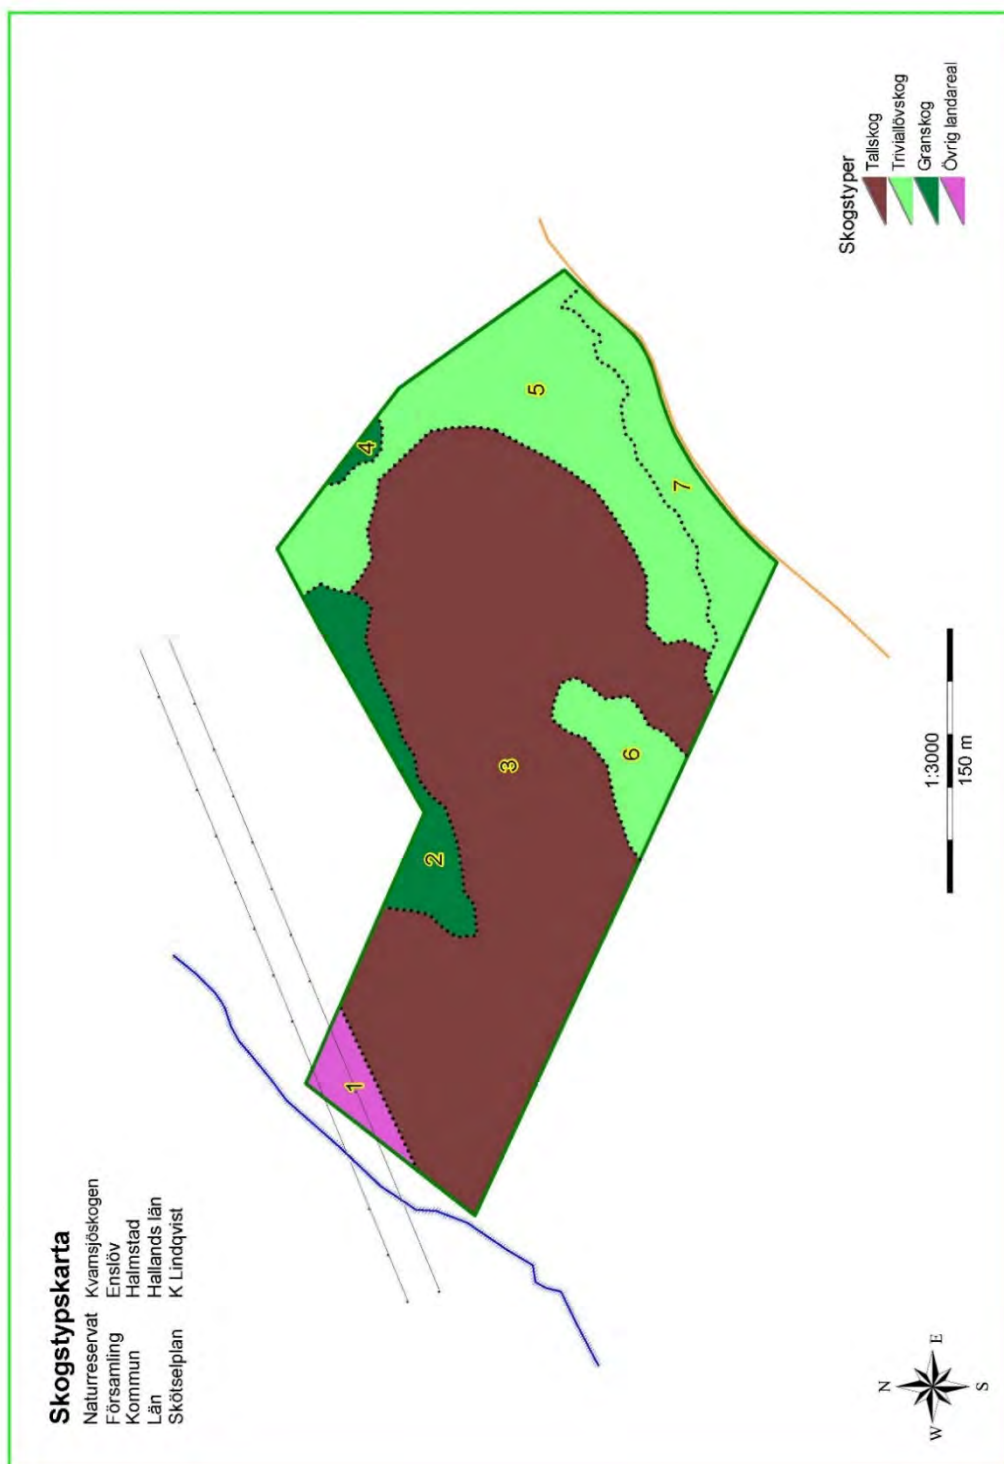 Skogstypskarta
Naturreservat Kvarnsjöskogen
Församling Enslöv
Kommun Halmstad
Län Hallands län
Skötselplan K Lindqvist
1
2
3
4
5
6
7
Skogstyper
Tallskog
Triviallövskog
Granskog
Övrig landareal
N
W E
S
1:3000
150 m